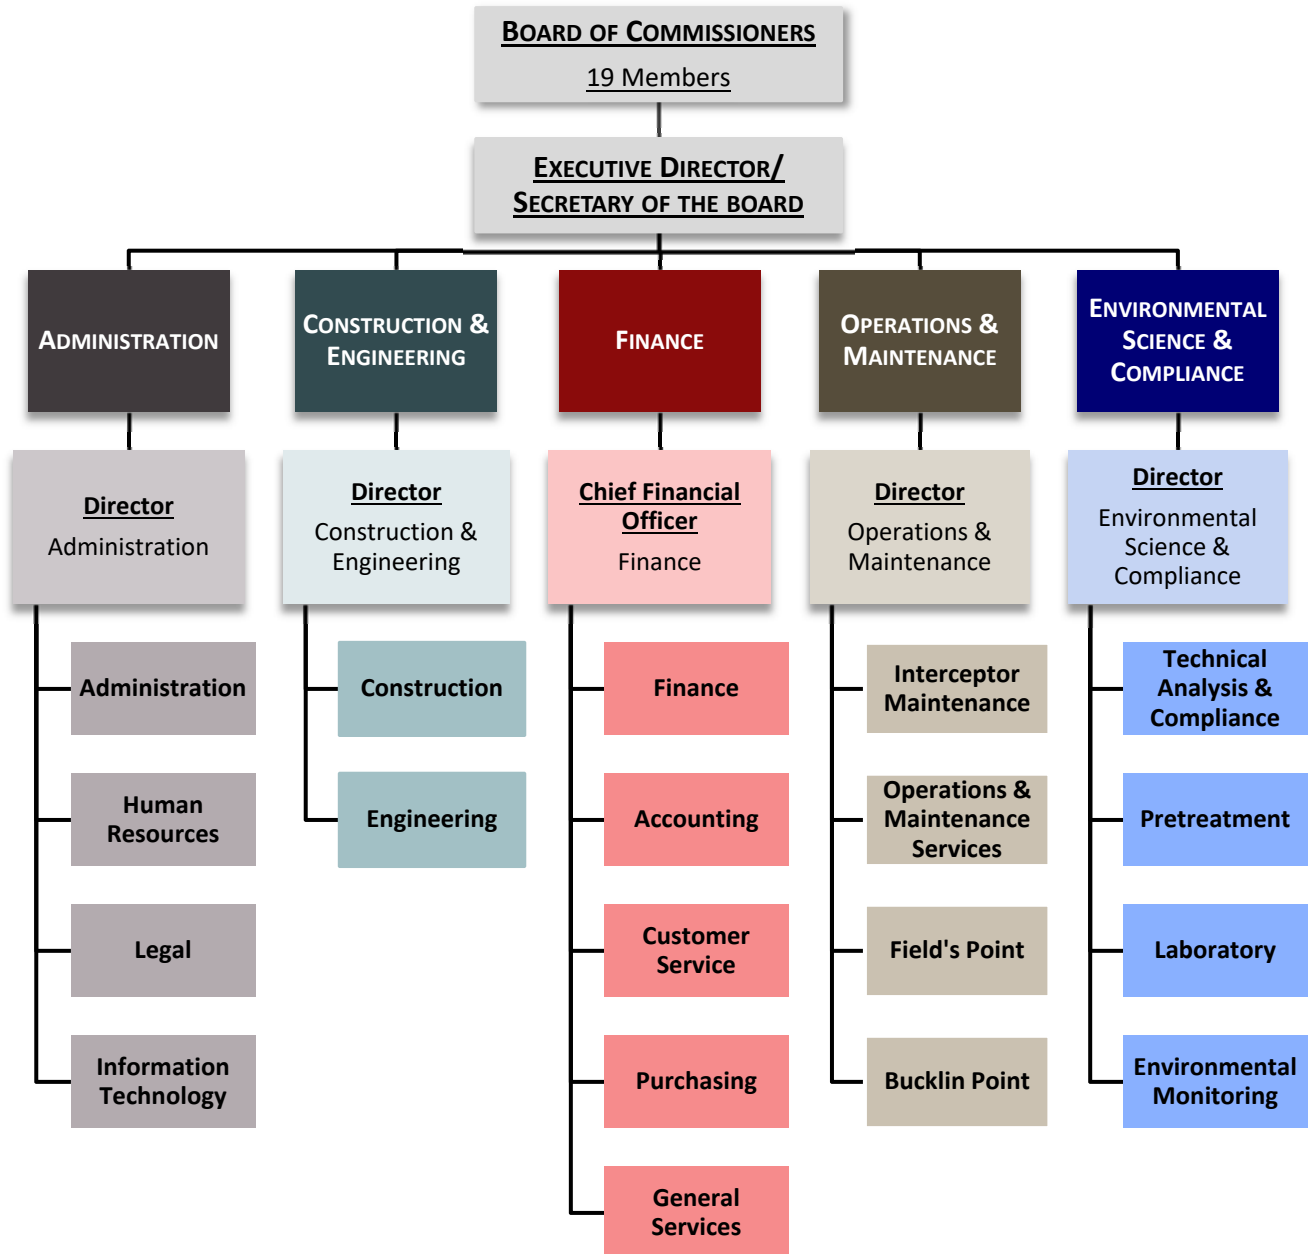 BOARD OF COMMISSIONERS
19 Members
EXECUTIVE DIRECTOR/
SECRETARY OF THE BOARD
ADMINISTRATION
CONSTRUCTION &
ENGINEERING
FINANCE
OPERATIONS &
MAINTENANCE
ENVIRONMENTAL
SCIENCE &
COMPLIANCE
Director
Administration
Director
Construction &
Engineering
Chief Financial
Officer
Finance
Director
Operations &
Maintenance
Director
Environmental
Science &
Compliance
Administration
Human
Resources
Legal
Information
Technology
Construction
Engineering
Finance
Accounting
Customer
Service
Purchasing
General
Services
Interceptor
Maintenance
Operations &
Maintenance
Services
Field's Point
Bucklin Point
Technical
Analysis &
Compliance
Pretreatment
Laboratory
Environmental
Monitoring